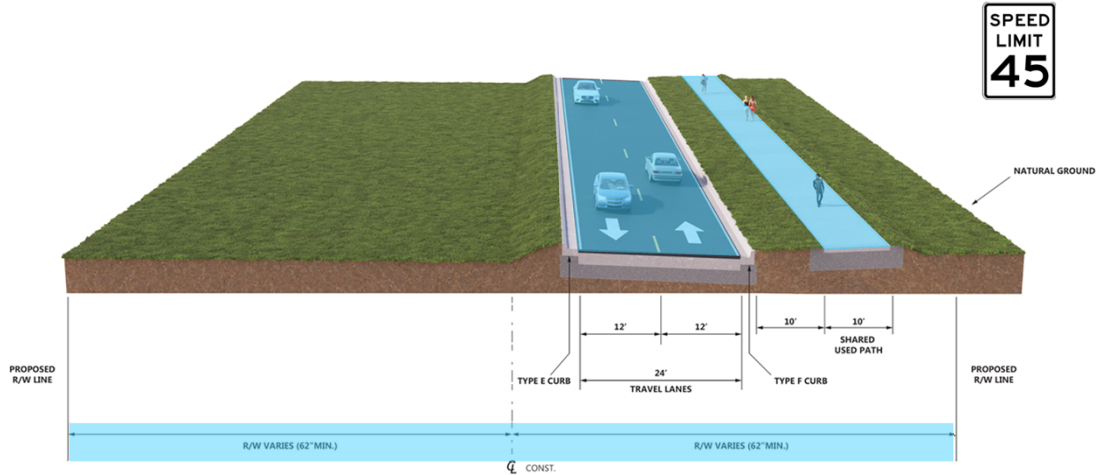 SPEED
LIMIT
45
NATURAL GROUND
12'
12'
10'
10'
SHARED
USED PATH
PROPOSED
R/W LINE
PROPOSED
R/W LINE
24'
TYPE E CURB
TYPE F CURB
TRAVEL LANES
R/W VARIES (62"MIN.)
R/W VARIES (62"MIN.)
CL CONST.